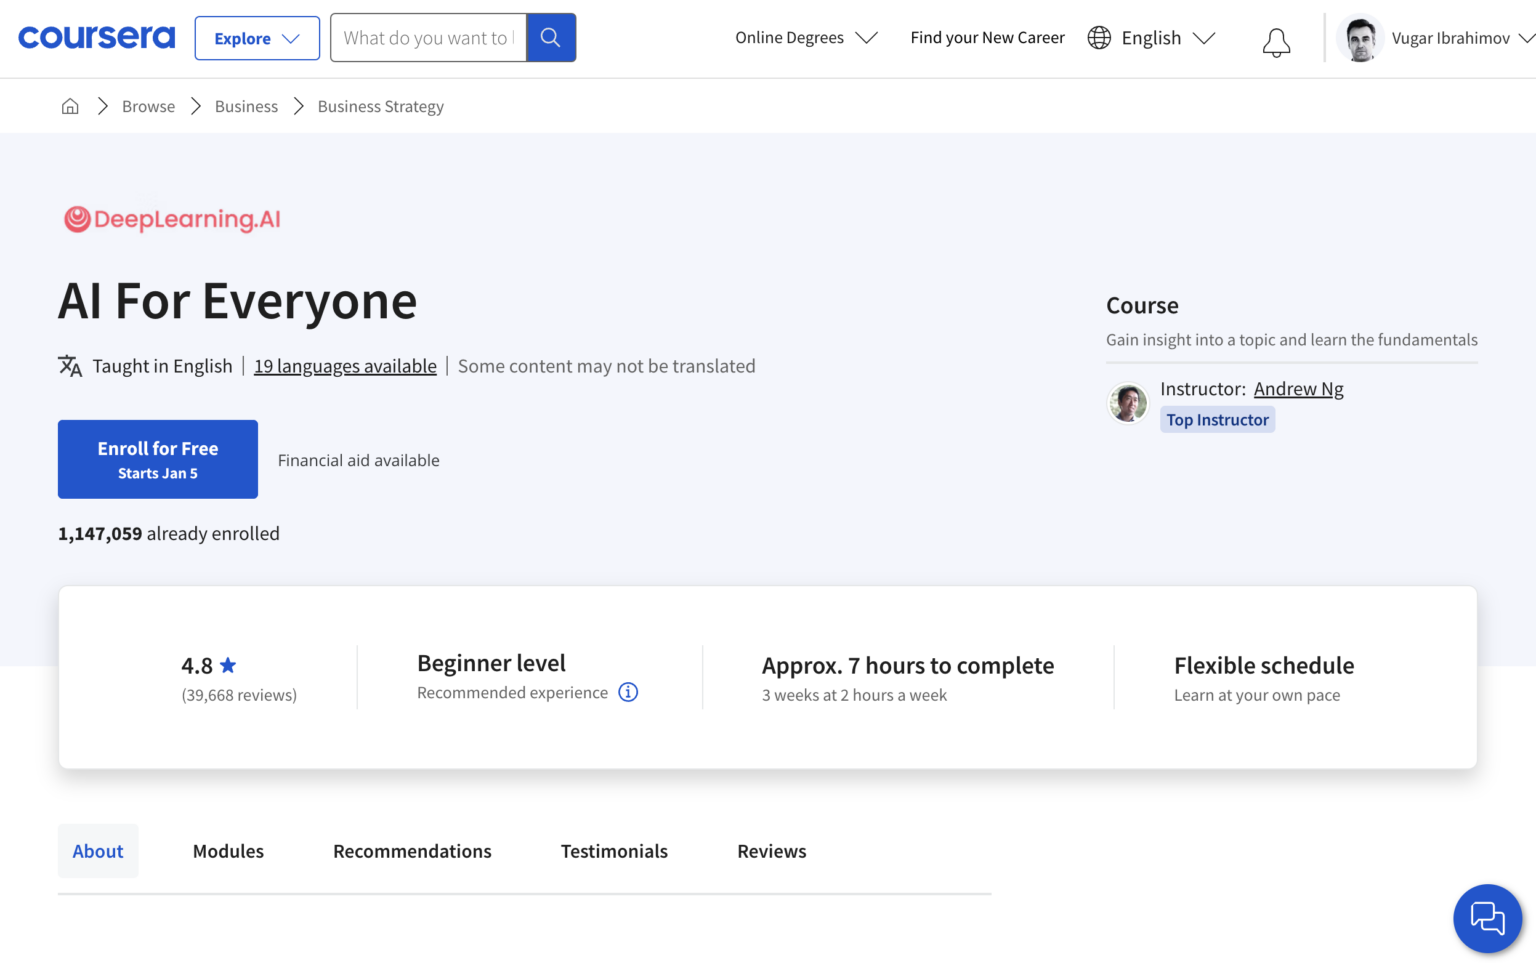 coursera
Explore
What do you want to
Online Degrees
Find your New Career
English
Vugar Ibrahimov
Browse
Business
Business Strategy
DeepLearning.AI
AI For Everyone
Taught in English | 19 languages available | Some content may not be translated
Enroll for Free
Starts Jan 5
Financial aid available
1,147,059 already enrolled
Course
Gain insight into a topic and learn the fundamentals
Instructor: Andrew Ng
Top Instructor
4.8
(39,668 reviews)
Beginner level
Recommended experience
Approx. 7 hours to complete
3 weeks at 2 hours a week
Flexible schedule
Learn at your own pace
About
Modules
Recommendations
Testimonials
Reviews